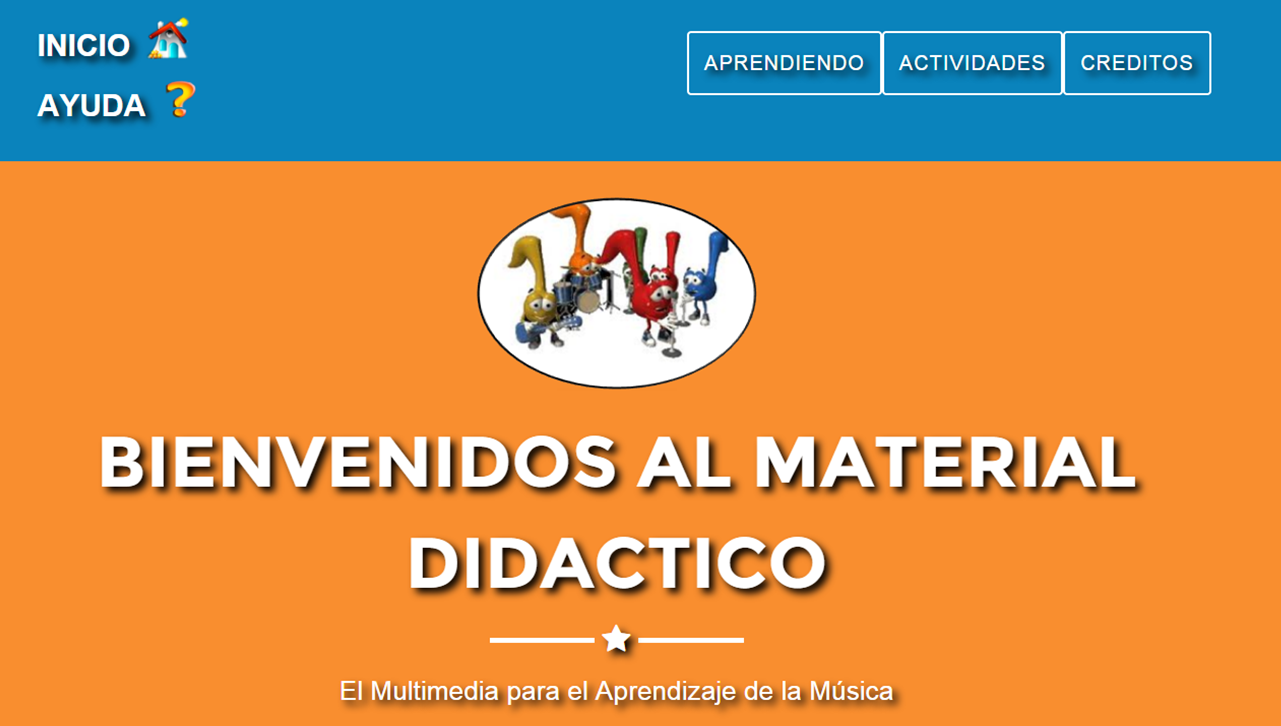 INICIO
AYUDA
APRENDIENDO
ACTIVIDADES
CREDITOS
BIENVENIDOS AL MATERIAL
DIDACTICO
El Multimedia para el Aprendizaje de la Música